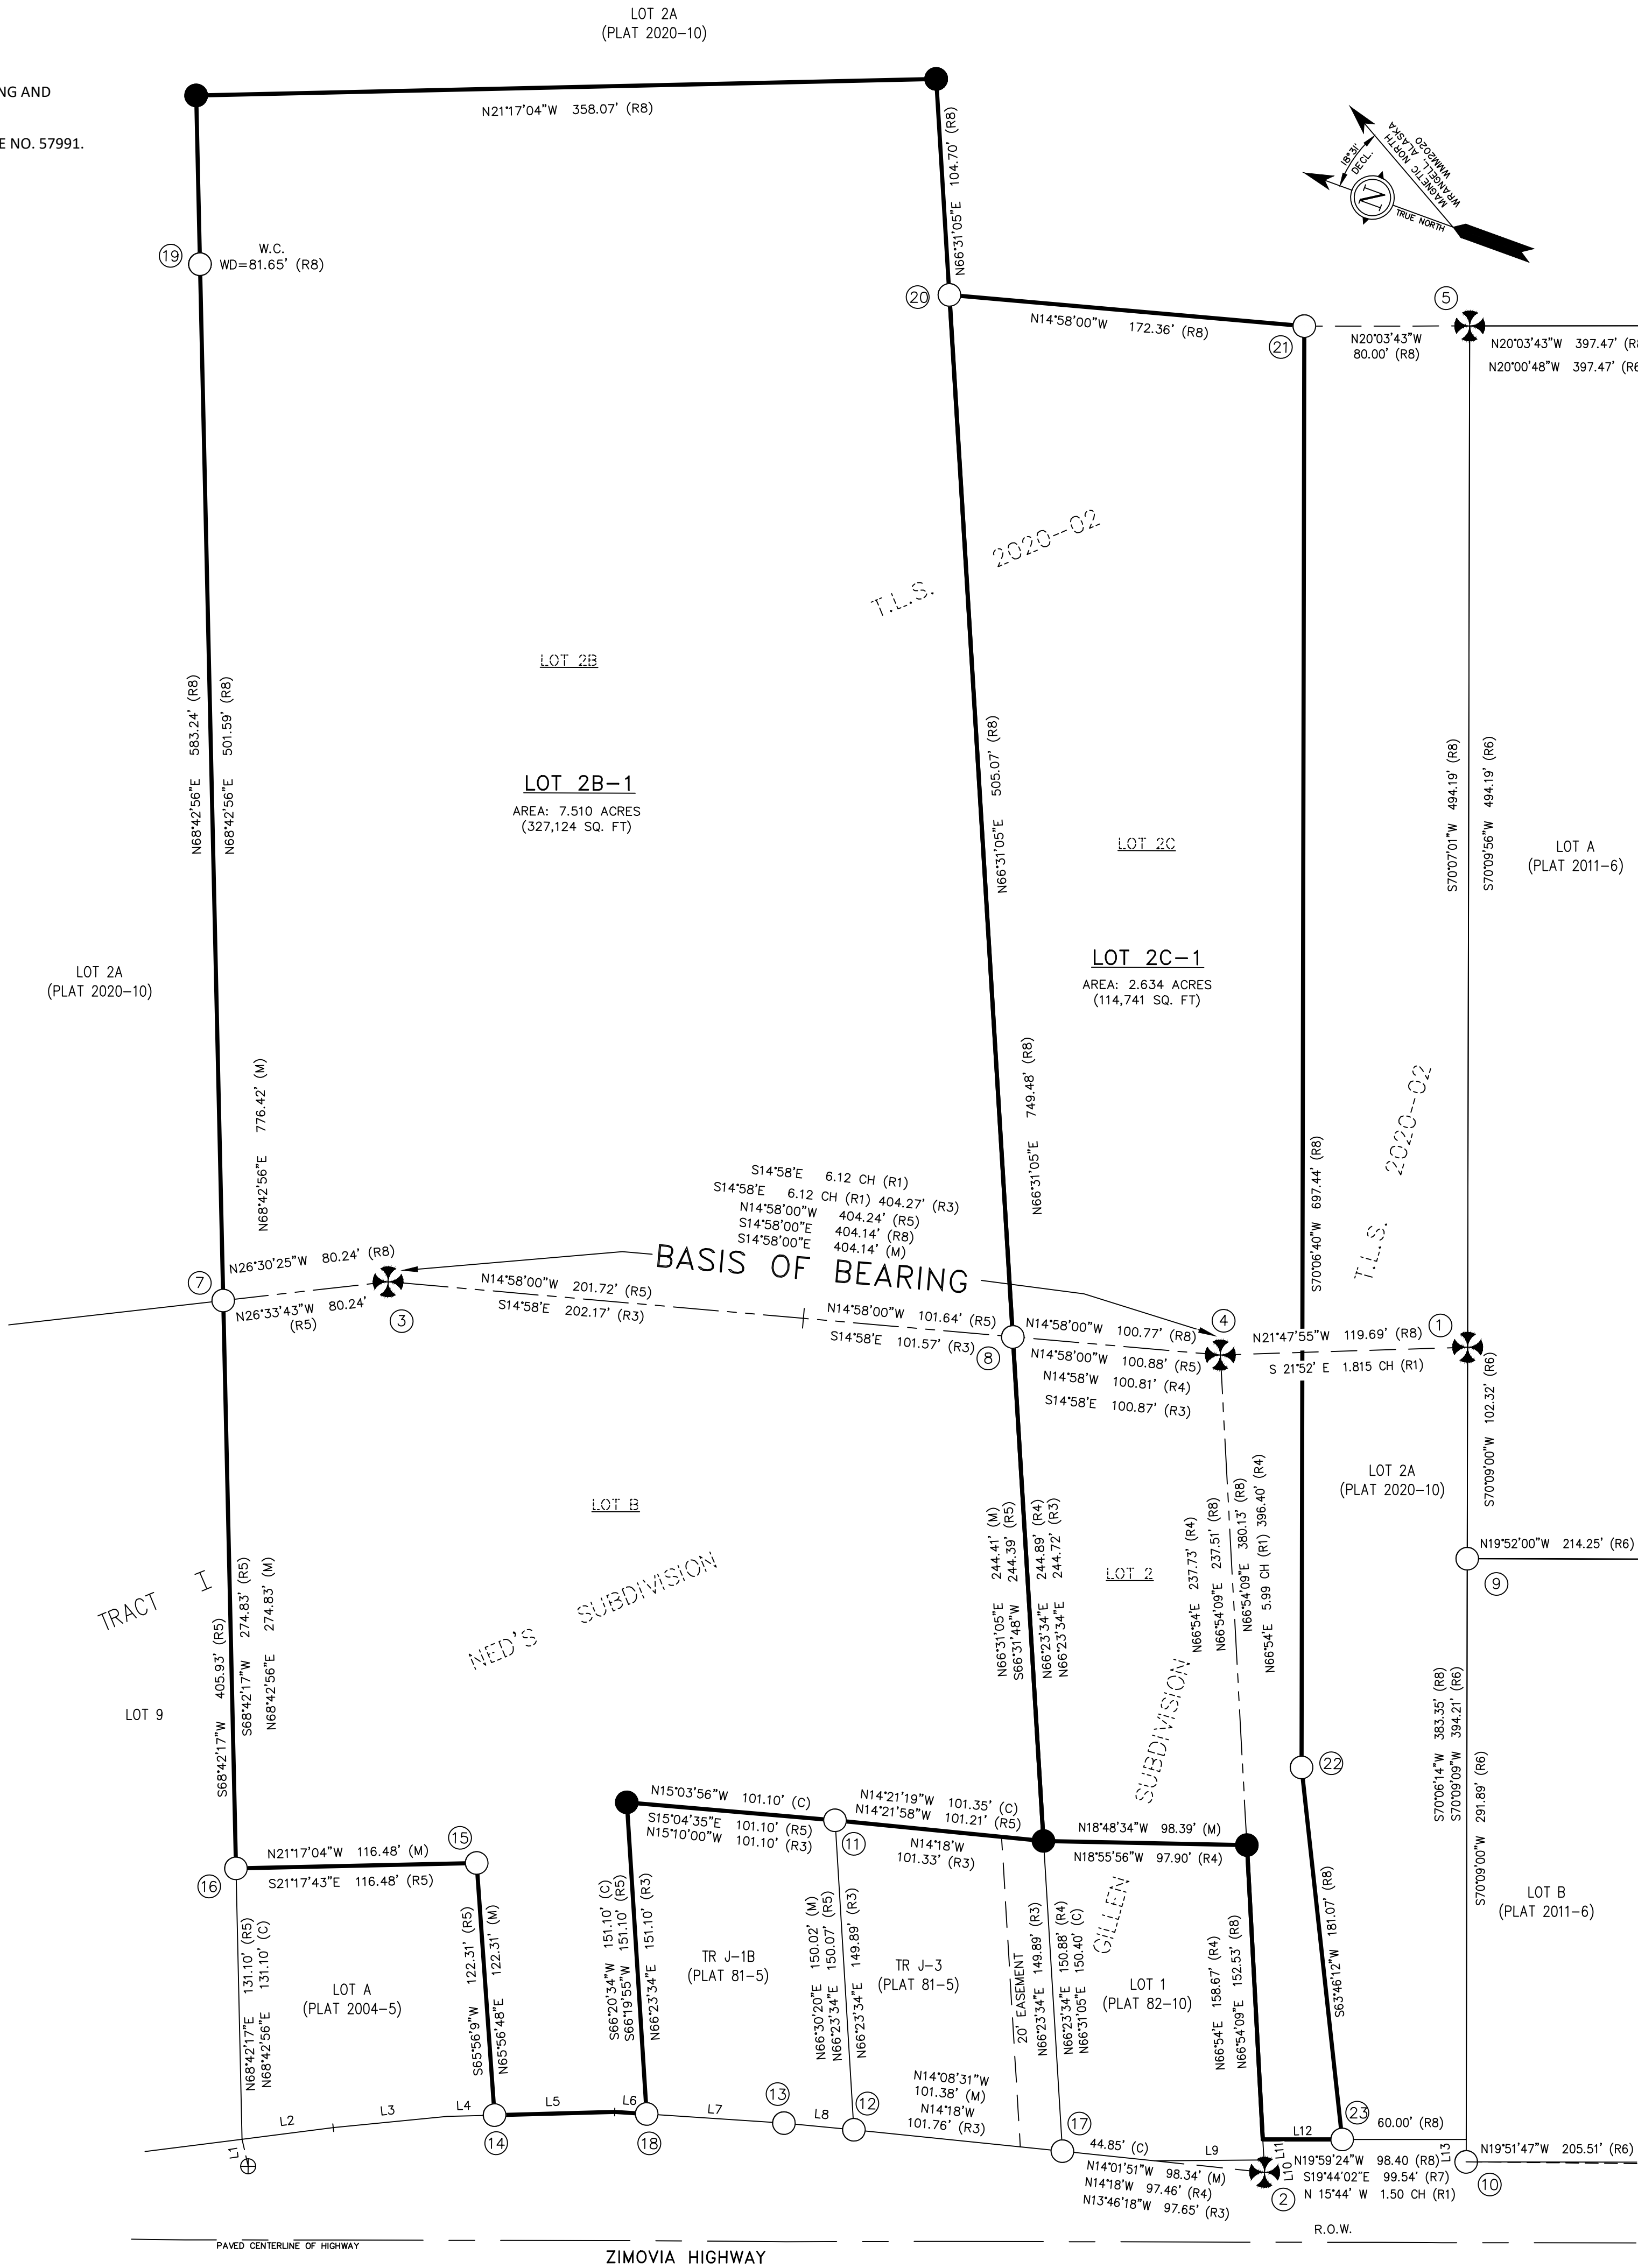 LOT 2A
(PLAT 2020-10)
NG AND
E NO. 57991.
N21°17'04"W 358.07' (R8)
N66°31'05"E 104.70' (R8)
18°31'
DECL.
MAGNETIC NORTH
WRANGELL, ALASKA
WMM2020
N
TRUE NORTH
19
W.C.
WD=81.65' (R8)
20
N14°58'00"W 172.36' (R8)
21
N20°03'43"W
80.00' (R8)
5
N20°03'43"W 397.47' (R8
N20°00'48"W 397.47' (R6
T.L.S. 2020-02
LOT 2B
LOT 2B-1
AREA: 7.510 ACRES
(327,124 SQ. FT)
N68°42'56"E 583.24' (R8)
N68°42'56"E 501.59' (R8)
N66°31'05"E 505.07' (R8)
LOT 2C
LOT 2C-1
AREA: 2.634 ACRES
(114,741 SQ. FT)
S70°07'01"W 494.19' (R8)
S70°09'56"W 494.19' (R6)
LOT A
(PLAT 2011-6)
LOT 2A
(PLAT 2020-10)
N68°42'56"E 776.42' (M)
N66°31'05"E 749.48' (R8)
S70°06'40"W 697.44' (R8)
T.L.S. 2020-02
S14°58'E 6.12 CH (R1)
S14°58'E 6.12 CH (R1) 404.27' (R3)
N14°58'00"W 404.24' (R5)
S14°58'00"E 404.14' (R8)
S14°58'00"E 404.14' (M)
BASIS OF BEARING
7
N26°30'25"W 80.24' (R8)
N26°33'43"W 80.24'
(R5)
3
N14°58'00"W 201.72' (R5)
S14°58'E 202.17' (R3)
N14°58'00"W 101.64' (R5)
S14°58'E 101.57' (R3)
8
N14°58'00"W 100.77' (R8)
N14°58'00"W 100.88' (R5)
N14°58'W 100.81' (R4)
S14°58'E 100.87' (R3)
4
N21°47'55"W 119.69' (R8)
S 21°52' E 1.815 CH (R1)
1
S70°09'00"W 102.32' (R6)
LOT 2A
(PLAT 2020-10)
N19°52'00"W 214.25' (R6)
9
LOT B
NED'S SUBDIVISION
TRACT I
LOT 9
S68°42'17"W 405.93' (R5)
S68°42'17"W 274.83' (R5)
N68°42'56"E 274.83' (M)
N66°31'05"E 244.41' (M)
S66°31'48"W 244.39' (R5)
N66°23'34"E 244.89' (R4)
N66°23'34"E 244.72' (R3)
LOT 2
N66°54'E 237.73' (R4)
N66°54'09"E 237.51' (R8)
N66°54'09"E 380.13' (R8)
N66°54'E 5.99 CH (R1) 396.40' (R4)
GILLEN SUBDIVISION
S70°06'14"W 383.35' (R8)
S70°09'09"W 394.21' (R6)
S70°09'00"W 291.89' (R6)
22
S63°46'12"W 181.07' (R8)
LOT B
(PLAT 2011-6)
N15°03'56"W 101.10' (C)
S15°04'35"E 101.10' (R5)
N15°10'00"W 101.10' (R3)
11
N14°21'19"W 101.35' (C)
N14°21'58"W 101.21' (R5)
N14°18'W
101.33' (R3)
N18°48'34"W 98.39' (M)
N18°55'56"W 97.90' (R4)
15
N21°17'04"W 116.48' (M)
S21°17'43"E 116.48' (R5)
16
N68°42'17"E 131.10' (R5)
N68°42'56"E 131.10' (C)
LOT A
(PLAT 2004-5)
S65°56'9"W 122.31' (R5)
N65°56'48"E 122.31' (M)
S66°20'34"W 151.10' (C)
S66°19'55"W 151.10' (R5)
N66°23'34"E 151.10' (R3)
TR J-1B
(PLAT 81-5)
N66°30'20"E 150.02' (M)
N66°23'34"E 150.07' (R5)
N66°23'34"E 149.89' (R3)
TR J-3
(PLAT 81-5)
20' EASEMENT
N66°23'34"E 149.89' (R3)
N66°23'34"E 150.88' (R4)
N66°31'05"E 150.40' (C)
LOT 1
(PLAT 82-10)
N66°54'E 158.67' (R4)
N66°54'09"E 152.53' (R8)
L1
L2
L3
L4
14
L5
L6
18
L7
13
L8
12
N14°08'31"W
101.38' (M)
N14°18'W
101.76' (R3)
17
44.85' (C)
L9
N14°01'51"W 98.34' (M)
N14°18'W 97.46' (R4)
N13°46'18"W 97.65' (R3)
2
L10
L11
L12
23
60.00' (R8)
L13
N19°59'24"W 98.40 (R8)
S19°44'02"E 99.54' (R7)
N 15°44' W 1.50 CH (R1)
10
N19°51'47"W 205.51' (R6)
R.O.W.
PAVED CENTERLINE OF HIGHWAY
ZIMOVIA HIGHWAY